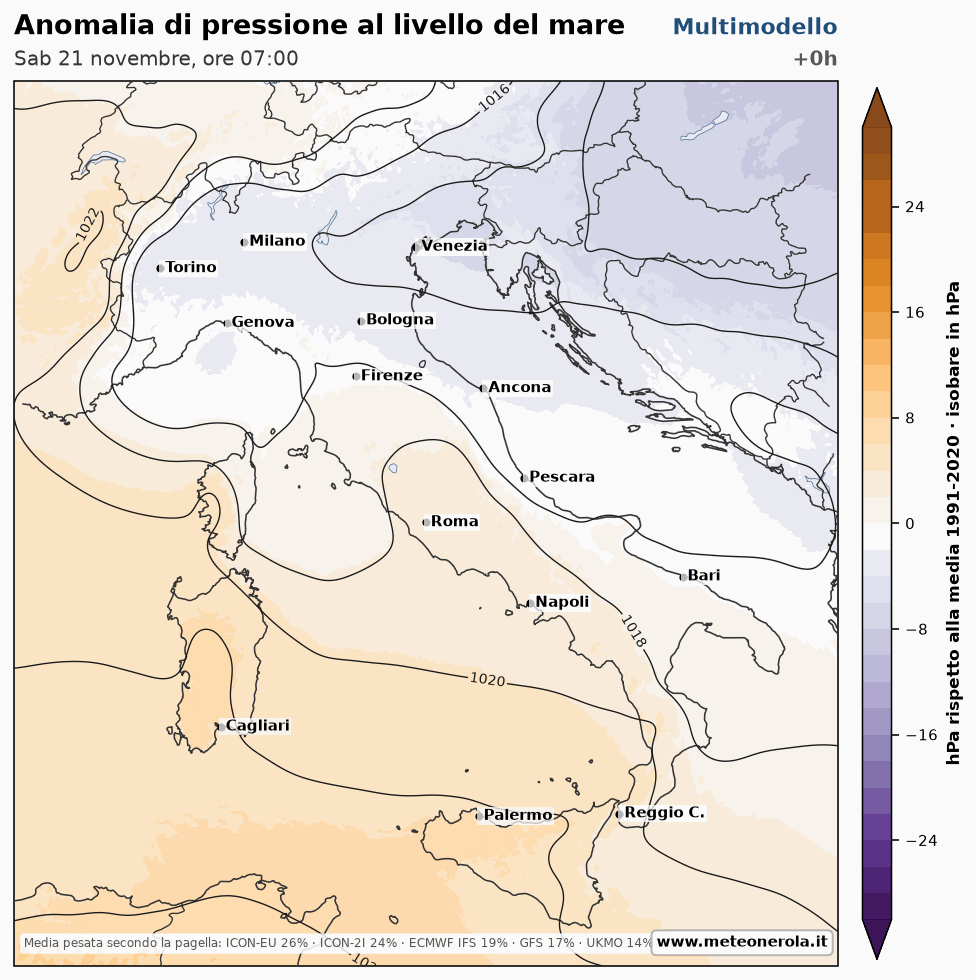 Anomalia di pressione al livello del mare
Multimodello
Sab 21 novembre, ore 07:00
+0h
1016
1022
Milano
Venezia
Torino
Genova
Bologna
Firenze
Ancona
Pescara
Roma
Bari
Napoli
1018
1020
Cagliari
Palermo
Reggio C.
24
16
8
0
−8
−16
−24
hPa rispetto alla media 1991-2020 · isobare in hPa
Media pesata secondo la pagella: ICON-EU 26% · ICON-2I 24% · ECMWF IFS 19% · GFS 17% · UKMO 14%
www.meteonerola.it